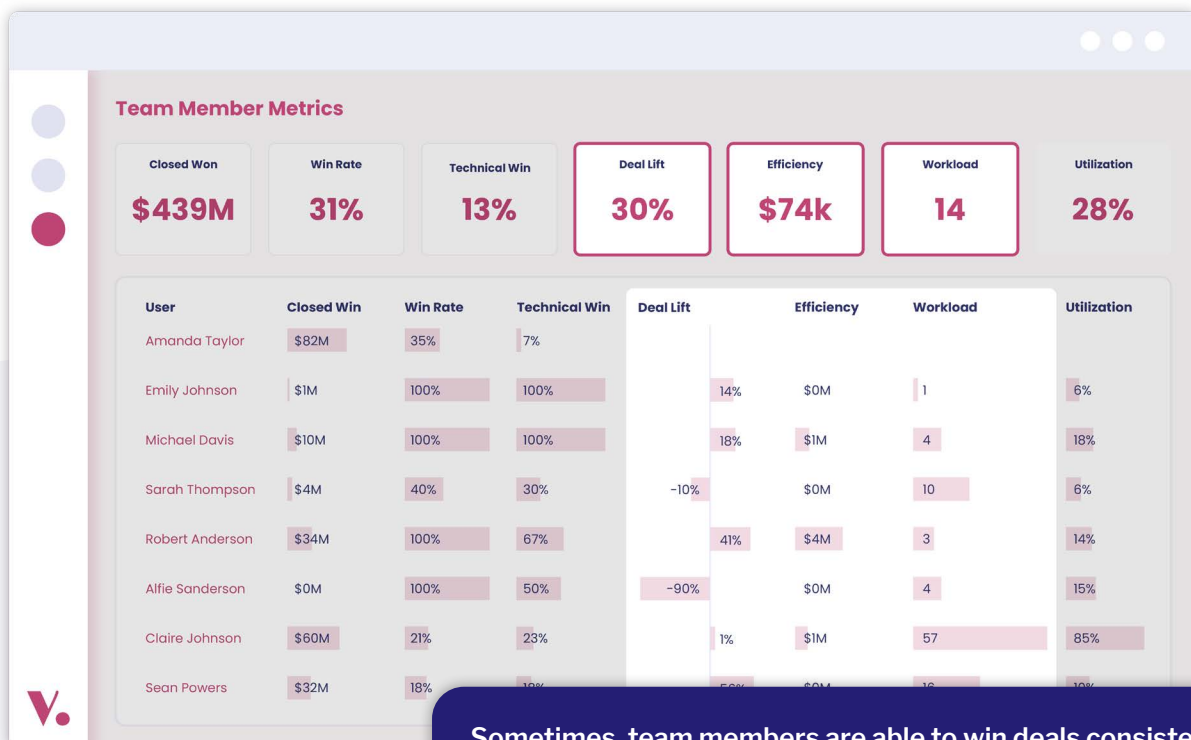 Team Member Metrics
Closed Won Win Rate Technical Win Deal Lift Efficiency Workload Utilization
$439M 31% 13% 30% $74k 14 28%
User Closed Win Win Rate Technical Win Deal Lift Efficiency Workload Utilization
Amanda Taylor $82M 35% 7%
Emily Johnson $1M 100% 100% 14% $0M 1 6%
Michael Davis $10M 100% 100% 18% $1M 4 18%
Sarah Thompson $4M 40% 30% -10% $0M 10 6%
Robert Anderson $34M 100% 67% 41% $4M 3 14%
Alfie Sanderson $0M 100% 50% -90% $0M 4 15%
Claire Johnson $60M 21% 23% 1% $1M 57 85%
Sean Powers $32M 18%
V.
Sometimes, team members are able to win deals